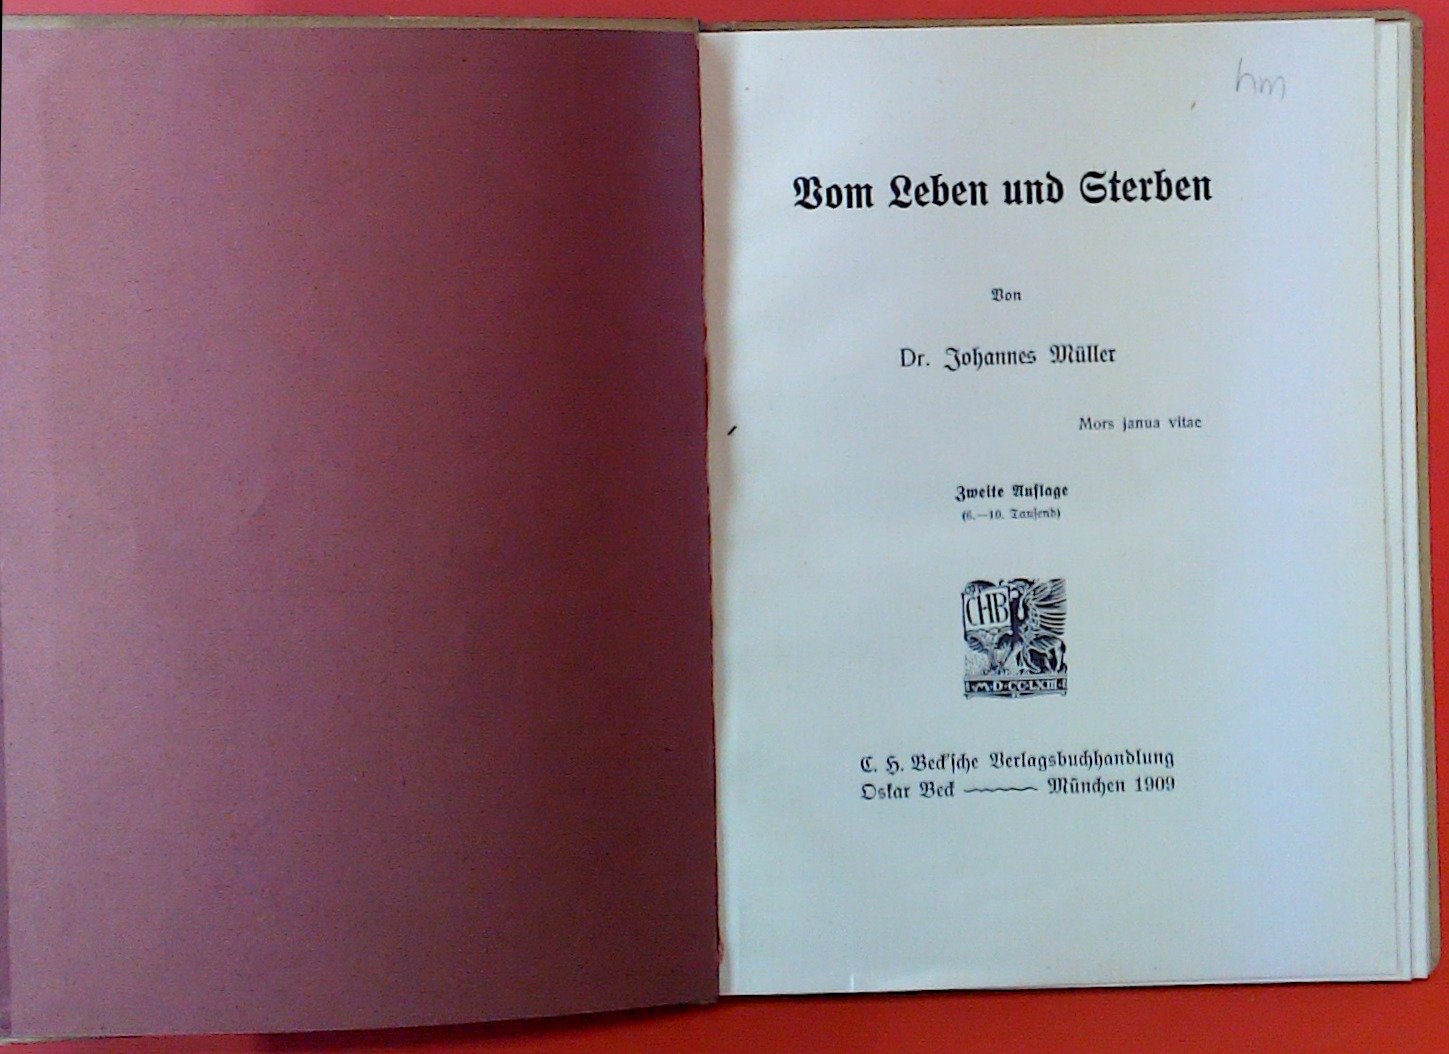 hm
Vom Leben und Sterben
Von
Dr. Johannes Müller
Mors janua vitae
Zweite Auflage
(6.—10. Tausend)
CHB
MDCCLXIII
C. H. Beck'sche Verlagsbuchhandlung
Oskar Beck München 1909